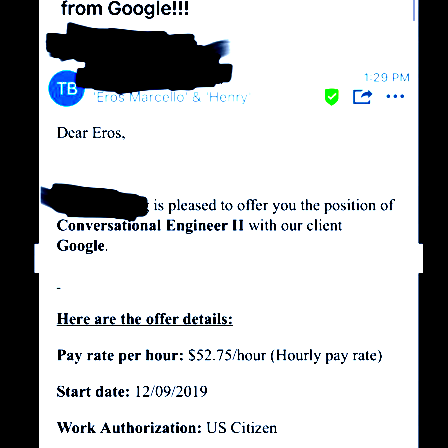 from Google!!!
1:29 PM
TB
'Eros Marcello' & 'Henry
Dear Eros,
is pleased to offer you the position of
Conversational Engineer II with our client
Google.
-
Here are the offer details:
Pay rate per hour: $52.75/hour (Hourly pay rate)
Start date: 12/09/2019
Work Authorization: US Citizen